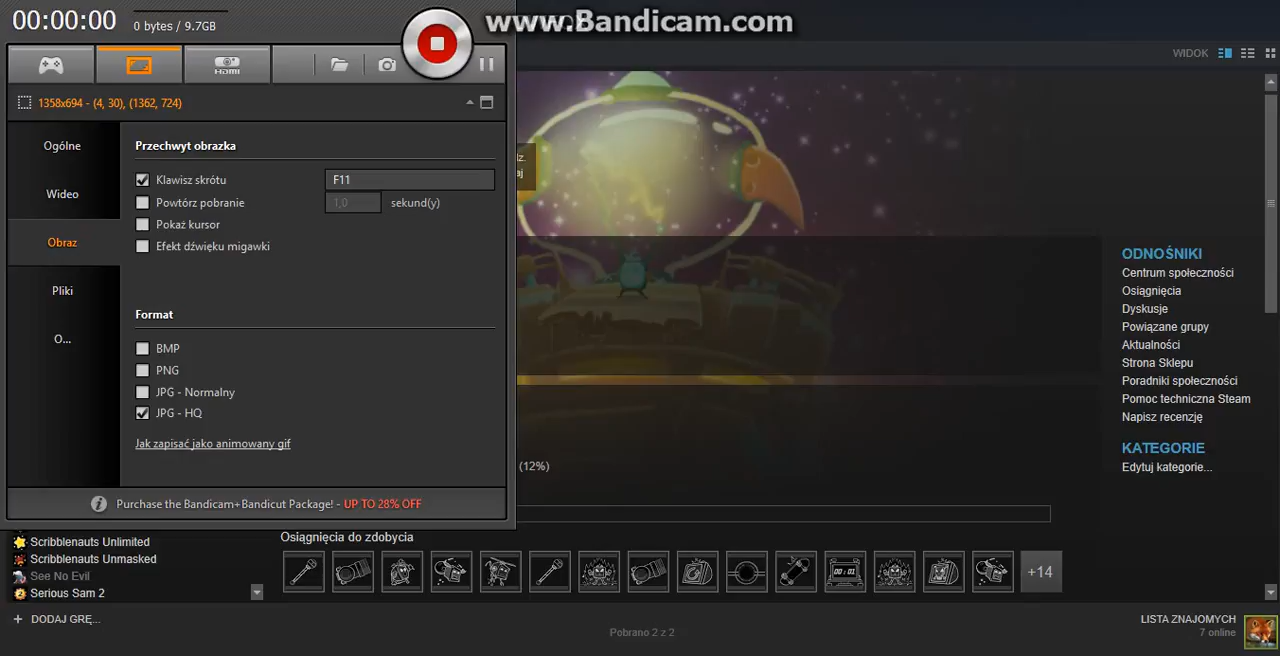 00:00:00
0 bytes / 9.7GB
www.Bandicam.com
HDMI
WIDOK
1358x694 - (4, 30), (1362, 724)
Ogólne
Wideo
Obraz
Pliki
O...
Przechwyt obrazka
Klawisz skrótu
F11
Powtórz pobranie
1,0
sekund(y)
Pokaż kursor
Efekt dźwięku migawki
Format
BMP
PNG
JPG - Normalny
JPG - HQ
Jak zapisać jako animowany gif
Purchase the Bandicam+Bandicut Package! - UP TO 28% OFF
dz.
aj
(12%)
ODNOŚNIKI
Centrum społeczności
Osiągnięcia
Dyskusje
Powiązane grupy
Aktualności
Strona Sklepu
Poradniki społeczności
Pomoc techniczna Steam
Napisz recenzję
KATEGORIE
Edytuj kategorie...
Scribblenauts Unlimited
Scribblenauts Unmasked
See No Evil
Serious Sam 2
Osiągnięcia do zdobycia
00:01
+14
+ DODAJ GRĘ...
Pobrano 2 z 2
LISTA ZNAJOMYCH
7 online